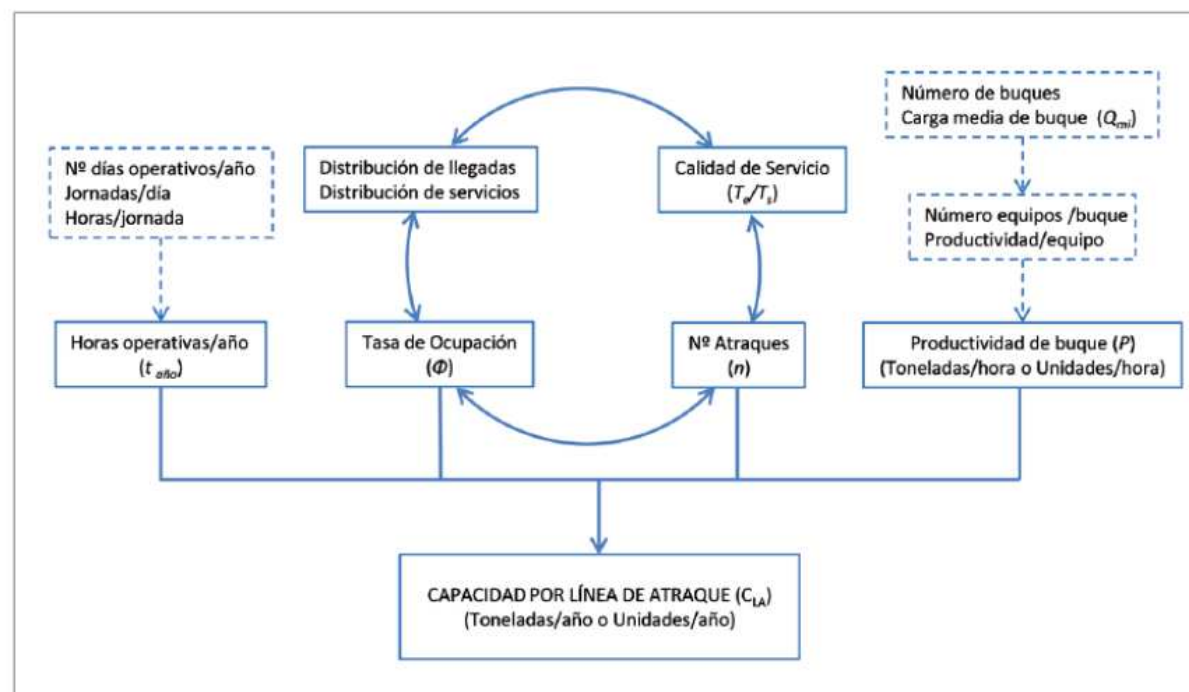 Nº días operativos/año
Jornadas/día
Horas/jornada
Distribución de llegadas
Distribución de servicios
Calidad de Servicio
(Te/Ts)
Número de buques
Carga media de buque (Qmi)
Número equipos /buque
Productividad/equipo
Horas operativas/año
(t año)
Tasa de Ocupación
(Φ)
Nº Atraques
(n)
Productividad de buque (P)
(Toneladas/hora o Unidades/hora)
CAPACIDAD POR LÍNEA DE ATRAQUE (CLA)
(Toneladas/año o Unidades/año)